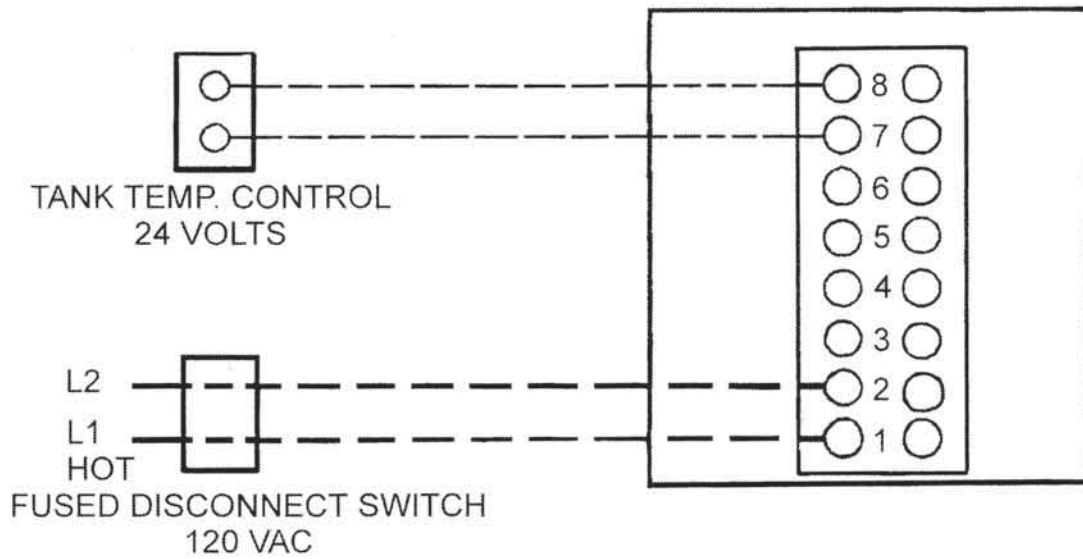 8
7
TANK TEMP. CONTROL
24 VOLTS
6
5
4
3
L2
2
L1
HOT
1
FUSED DISCONNECT SWITCH
120 VAC